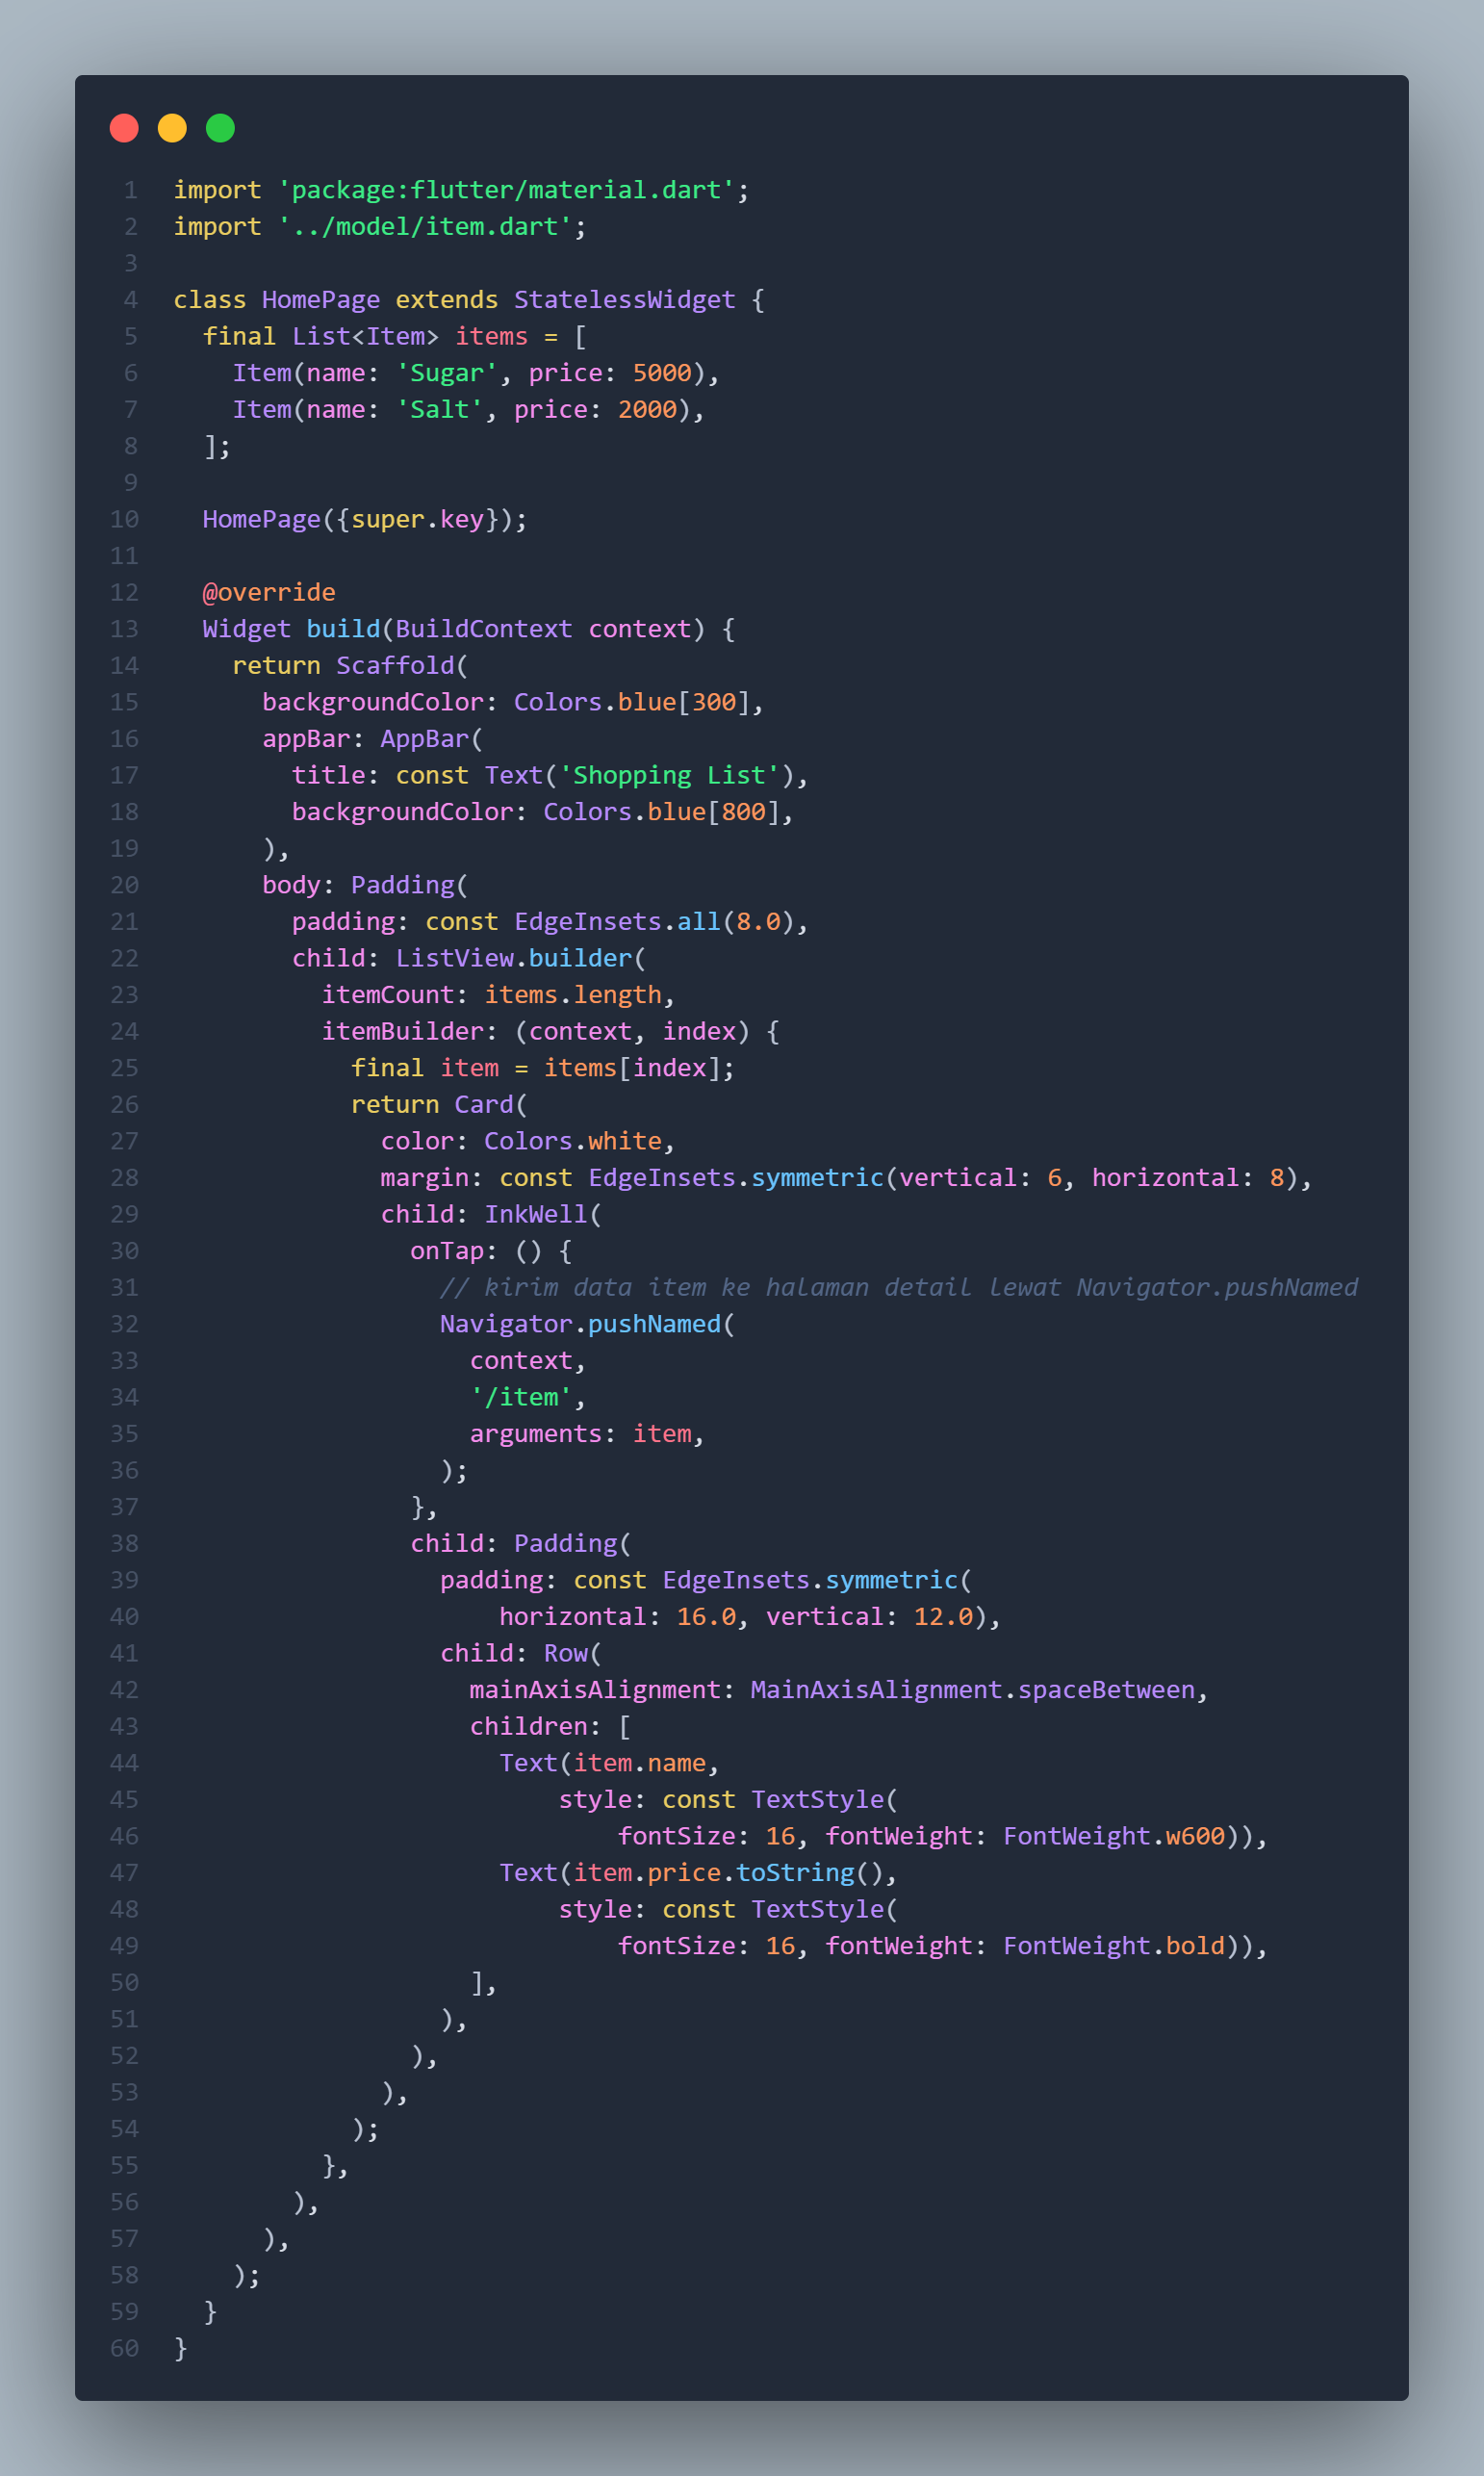 1 import 'package:flutter/material.dart';
2 import '../model/item.dart';
3
4 class HomePage extends StatelessWidget {
5   final List<Item> items = [
6     Item(name: 'Sugar', price: 5000),
7     Item(name: 'Salt', price: 2000),
8   ];
9
10   HomePage({super.key});
11
12   @override
13   Widget build(BuildContext context) {
14     return Scaffold(
15       backgroundColor: Colors.blue[300],
16       appBar: AppBar(
17         title: const Text('Shopping List'),
18         backgroundColor: Colors.blue[800],
19       ),
20       body: Padding(
21         padding: const EdgeInsets.all(8.0),
22         child: ListView.builder(
23           itemCount: items.length,
24           itemBuilder: (context, index) {
25             final item = items[index];
26             return Card(
27               color: Colors.white,
28               margin: const EdgeInsets.symmetric(vertical: 6, horizontal: 8),
29               child: InkWell(
30                 onTap: () {
31                   // kirim data item ke halaman detail lewat Navigator.pushNamed
32                   Navigator.pushNamed(
33                     context,
34                     '/item',
35                     arguments: item,
36                   );
37                 },
38                 child: Padding(
39                   padding: const EdgeInsets.symmetric(
40                       horizontal: 16.0, vertical: 12.0),
41                   child: Row(
42                     mainAxisAlignment: MainAxisAlignment.spaceBetween,
43                     children: [
44                       Text(item.name,
45                           style: const TextStyle(
46                               fontSize: 16, fontWeight: FontWeight.w600)),
47                       Text(item.price.toString(),
48                           style: const TextStyle(
49                               fontSize: 16, fontWeight: FontWeight.bold)),
50                     ],
51                   ),
52                 ),
53               ),
54             );
55           },
56         ),
57       ),
58     );
59   }
60 }